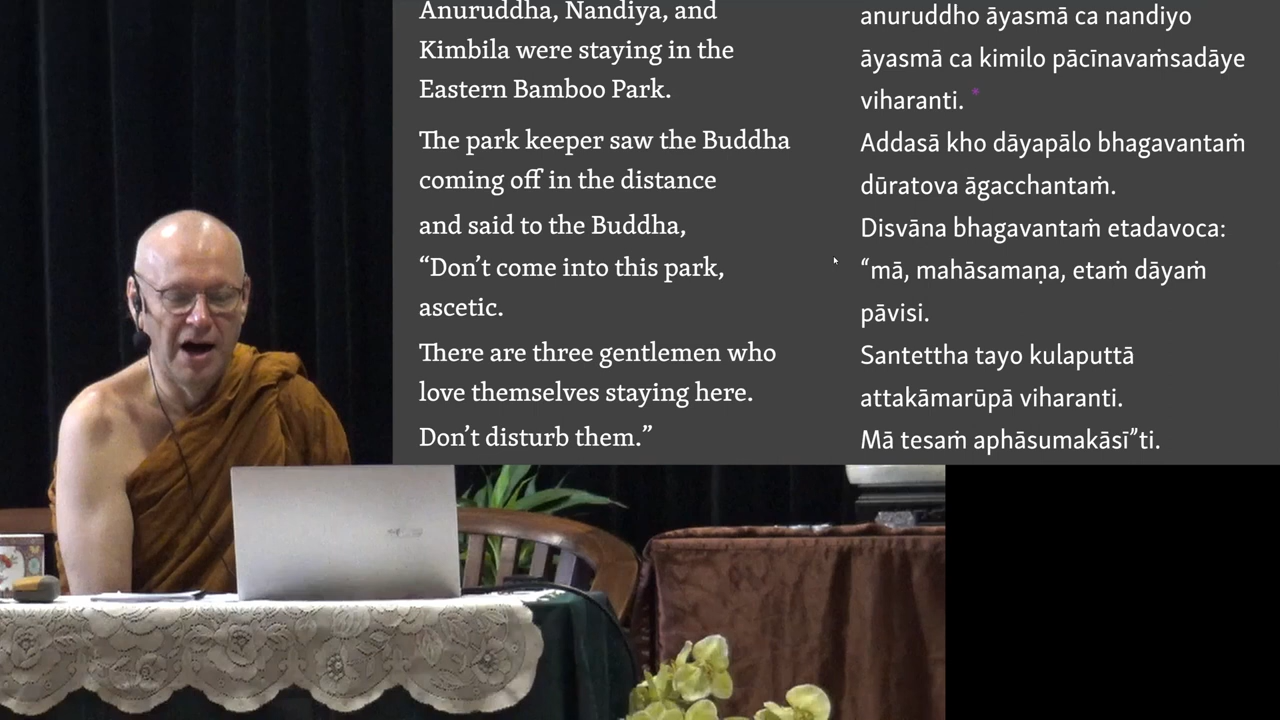 Anuruddha, Nandiya, and
Kimbila were staying in the
Eastern Bamboo Park.
The park keeper saw the Buddha
coming off in the distance
and said to the Buddha,
“Don’t come into this park,
ascetic.
There are three gentlemen who
love themselves staying here.
Don’t disturb them.”
anuruddho āyasmā ca nandiyo
āyasmā ca kimilo pācīnavaṁsadāye
viharanti. *
Addasā kho dāyapālo bhagavantaṁ
dūratova āgacchantaṁ.
Disvāna bhagavantaṁ etadavoca:
“mā, mahāsamaṇa, etaṁ dāyaṁ
pāvisi.
Santettha tayo kulaputtā
attakāmarūpā viharanti.
Mā tesaṁ aphāsumakāsī”ti.